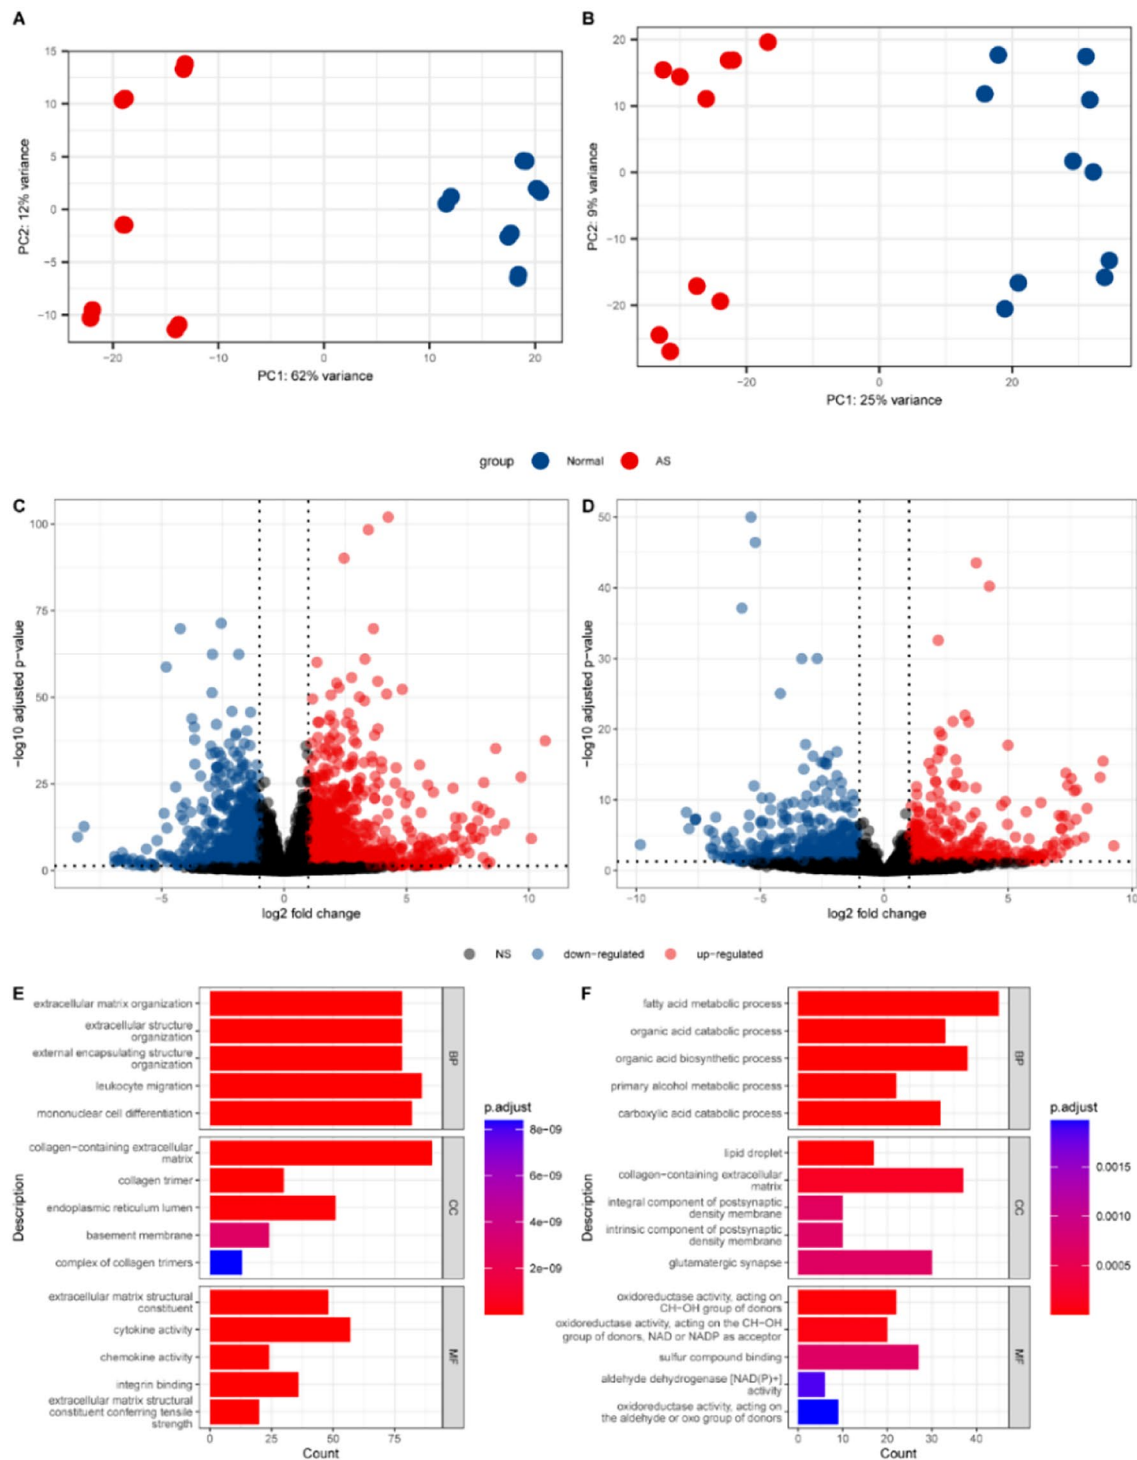 A
15
10
5
0
−5
−10
PC2: 12% variance
−20
−10
0
10
20
PC1: 62% variance
B
20
10
0
−10
−20
PC2: 9% variance
−20
0
20
PC1: 25% variance
group
Normal
AS
C
100
75
50
25
0
−log10 adjusted p−value
−5
0
5
10
log2 fold change
D
50
40
30
20
10
0
−log10 adjusted p−value
−10
−5
0
5
10
log2 fold change
NS
down−regulated
up−regulated
E
Description
extracellular matrix organization
extracellular structure
organization
external encapsulating structure
organization
leukocyte migration
mononuclear cell differentiation
BP
collagen−containing extracellular
matrix
collagen trimer
endoplasmic reticulum lumen
basement membrane
complex of collagen trimers
CC
extracellular matrix structural
constituent
cytokine activity
chemokine activity
integrin binding
extracellular matrix structural
constituent conferring tensile
strength
MF
0
25
50
75
Count
p.adjust
8e−09
6e−09
4e−09
2e−09
F
Description
fatty acid metabolic process
organic acid catabolic process
organic acid biosynthetic process
primary alcohol metabolic process
carboxylic acid catabolic process
BP
lipid droplet
collagen−containing extracellular
matrix
integral component of postsynaptic
density membrane
intrinsic component of postsynaptic
density membrane
glutamatergic synapse
CC
oxidoreductase activity, acting on
CH−OH group of donors
oxidoreductase activity, acting on the CH−OH
group of donors, NAD or NADP as acceptor
sulfur compound binding
aldehyde dehydrogenase [NAD(P)+]
activity
oxidoreductase activity, acting on
the aldehyde or oxo group of donors
MF
0
10
20
30
40
Count
p.adjust
0.0015
0.0010
0.0005